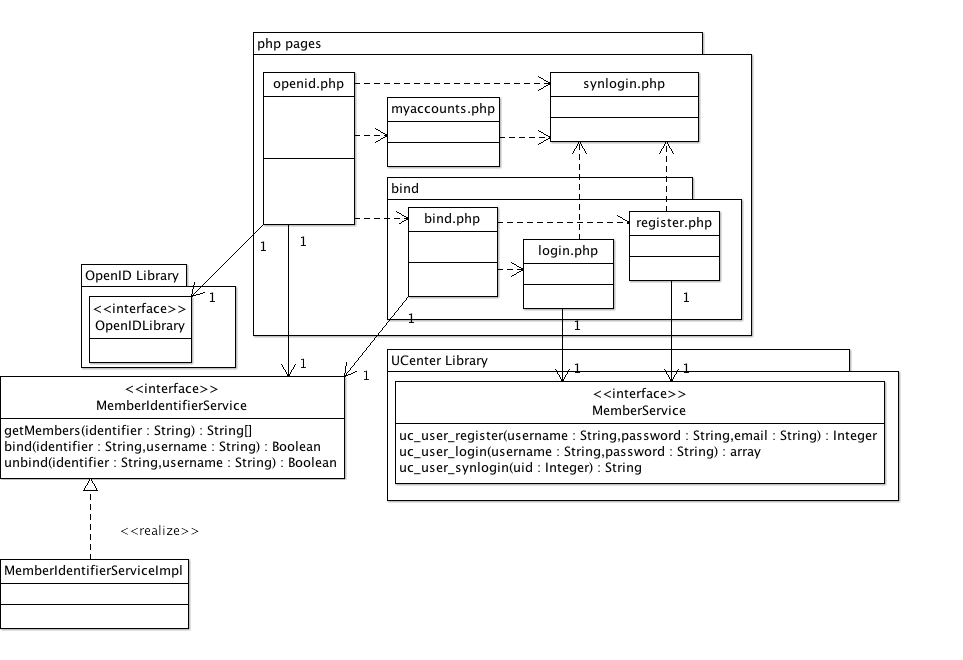 php pages
openid.php
synlogin.php
myaccounts.php
bind
bind.php
register.php
login.php
1
1
OpenID Library
1
<<interface>>
OpenIDLibrary
1
1
1
1
1
1
1
UCenter Library
<<interface>>
MemberIdentifierService
getMembers(identifier : String) : String[]
bind(identifier : String,username : String) : Boolean
unbind(identifier : String,username : String) : Boolean
<<interface>>
MemberService
uc_user_register(username : String,password : String,email : String) : Integer
uc_user_login(username : String,password : String) : array
uc_user_synlogin(uid : Integer) : String
<<realize>>
MemberIdentifierServiceImpl